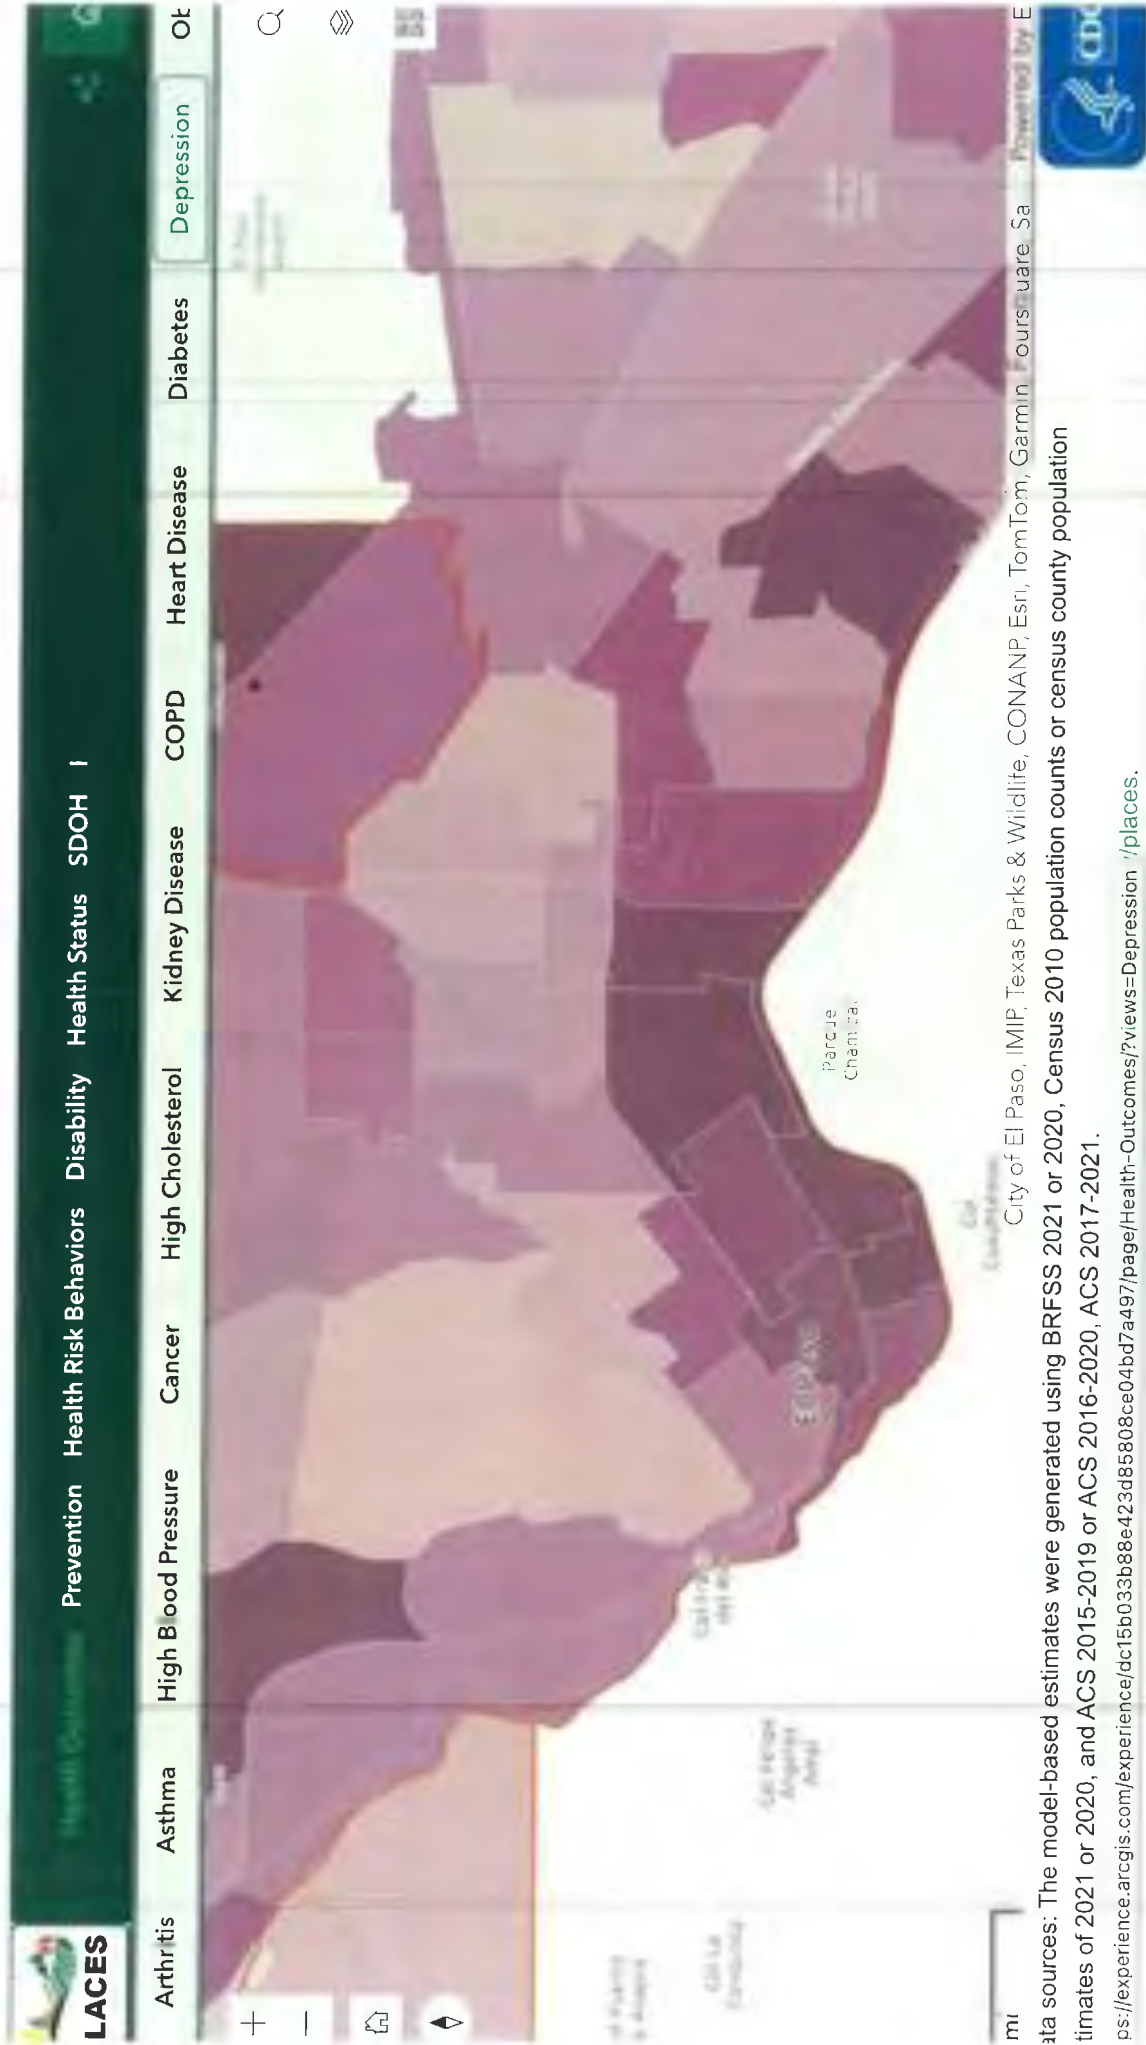 LACES
Prevention Health Risk Behaviors Disability Health Status SDOH I
Arthritis Asthma High Blood Pressure Cancer High Cholesterol Kidney Disease COPD Heart Disease Diabetes Depression Ob
El Paso
Parque
Chamizal
mi
City of El Paso, IMIP, Texas Parks & Wildlife, CONANP, Esri, TomTom, Garmin Foursquare Sa Powered by E
CDC
ata sources: The model-based estimates were generated using BRFSS 2021 or 2020, Census 2010 population counts or census county population
timates of 2021 or 2020, and ACS 2015-2019 or ACS 2016-2020, ACS 2017-2021.
ps://experience.arcgis.com/experience/dc15b033b88e423d85808ce04bd7a497/page/Health-Outcomes/?views=Depression '/places.